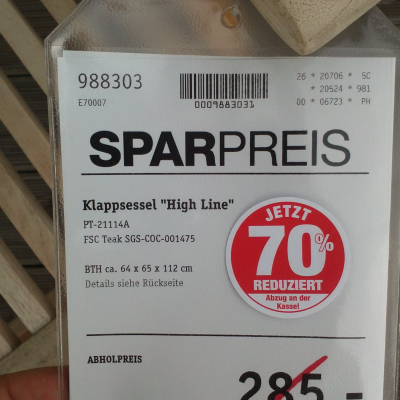 988303
E70007
0009883031
26 * 20706 * SC
* 20524 * 981
00 * 06723 * PH
SPARPREIS
Klappsessel "High Line"
PT-21114A
FSC Teak SGS-COC-001475
BTH ca. 64 x 65 x 112 cm
Details siehe Rückseite
JETZT
70%
REDUZIERT
Abzug an der
Kasse!
ABHOLPREIS
285,-